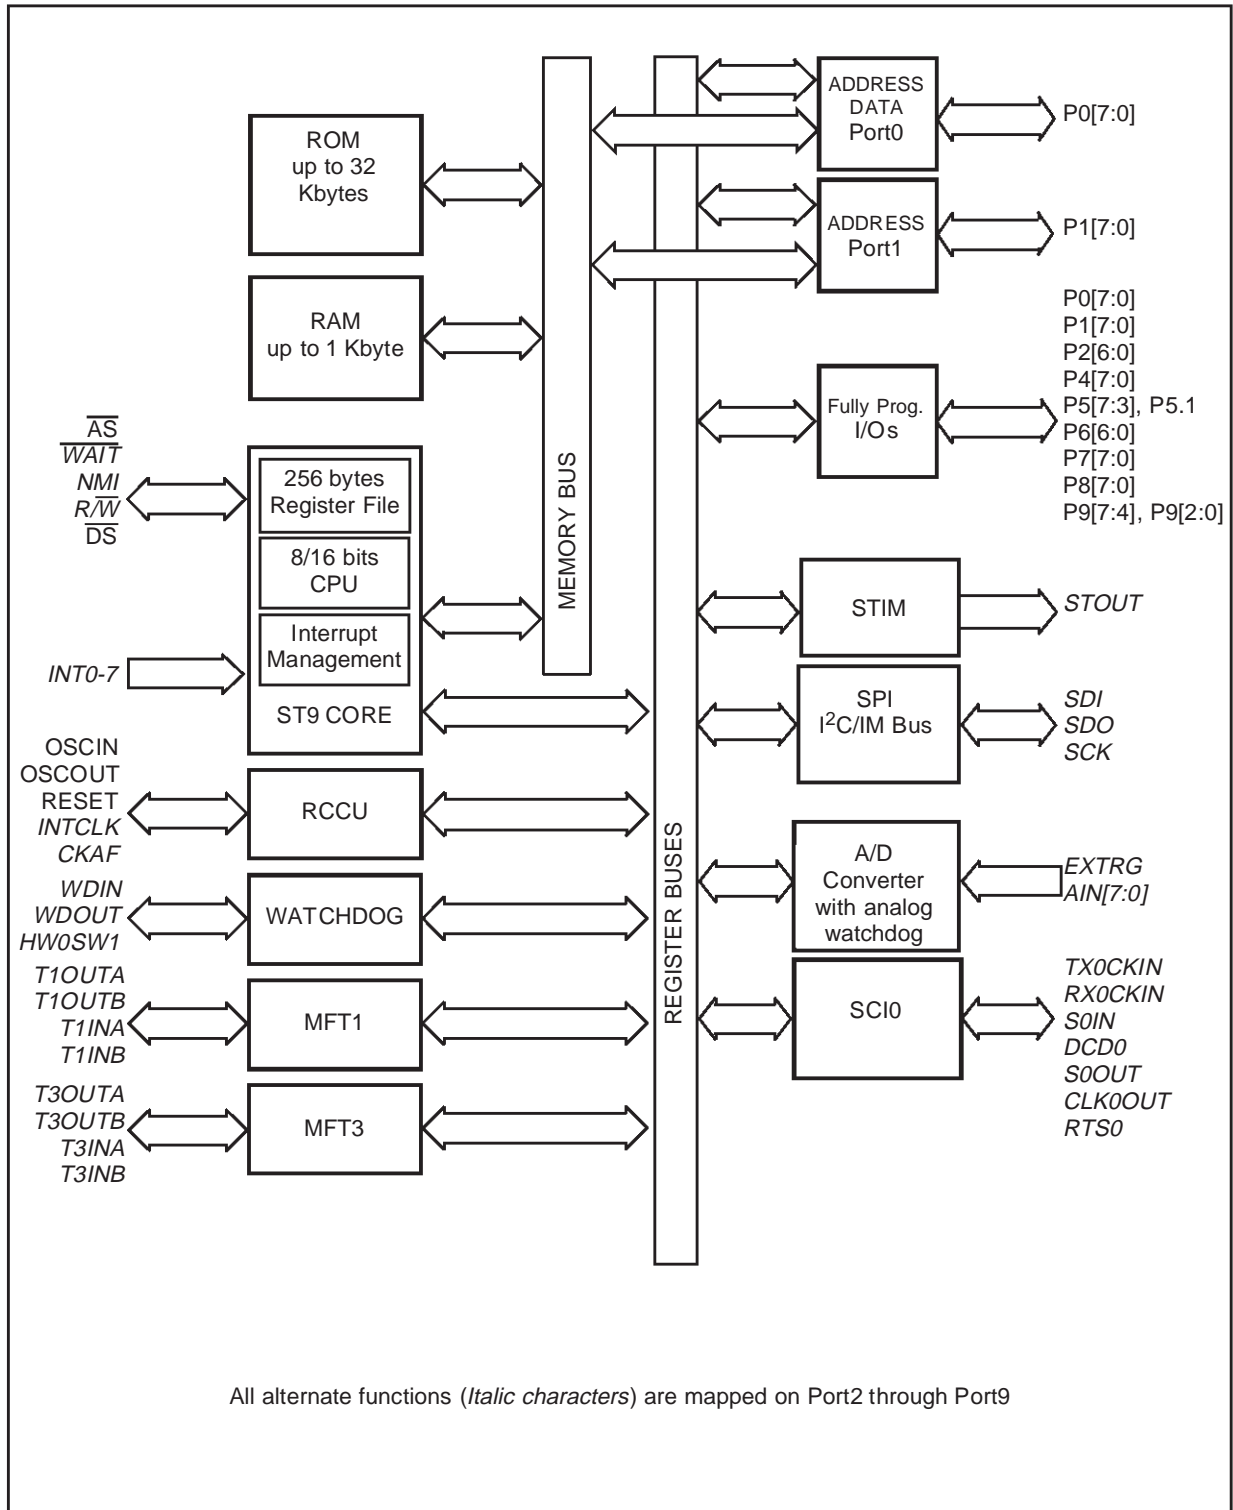 ROM
up to 32
Kbytes
RAM
up to 1 Kbyte
AS
WAIT
NMI
R/W
DS
256 bytes
Register File
8/16 bits
CPU
Interrupt
Management
ST9 CORE
INT0-7
OSCIN
OSCOUT
RESET
INTCLK
CKAF
RCCU
WDIN
WDOUT
HW0SW1
WATCHDOG
T1OUTA
T1OUTB
T1INA
T1INB
MFT1
T3OUTA
T3OUTB
T3INA
T3INB
MFT3
MEMORY BUS
REGISTER BUSES
ADDRESS
DATA
Port0
P0[7:0]
ADDRESS
Port1
P1[7:0]
Fully Prog.
I/Os
P0[7:0]
P1[7:0]
P2[6:0]
P4[7:0]
P5[7:3], P5.1
P6[6:0]
P7[7:0]
P8[7:0]
P9[7:4], P9[2:0]
STIM
STOUT
SPI
I²C/IM Bus
SDI
SDO
SCK
A/D
Converter
with analog
watchdog
EXTRG
AIN[7:0]
SCI0
TX0CKIN
RX0CKIN
S0IN
DCD0
S0OUT
CLK0OUT
RTS0
All alternate functions (Italic characters) are mapped on Port2 through Port9